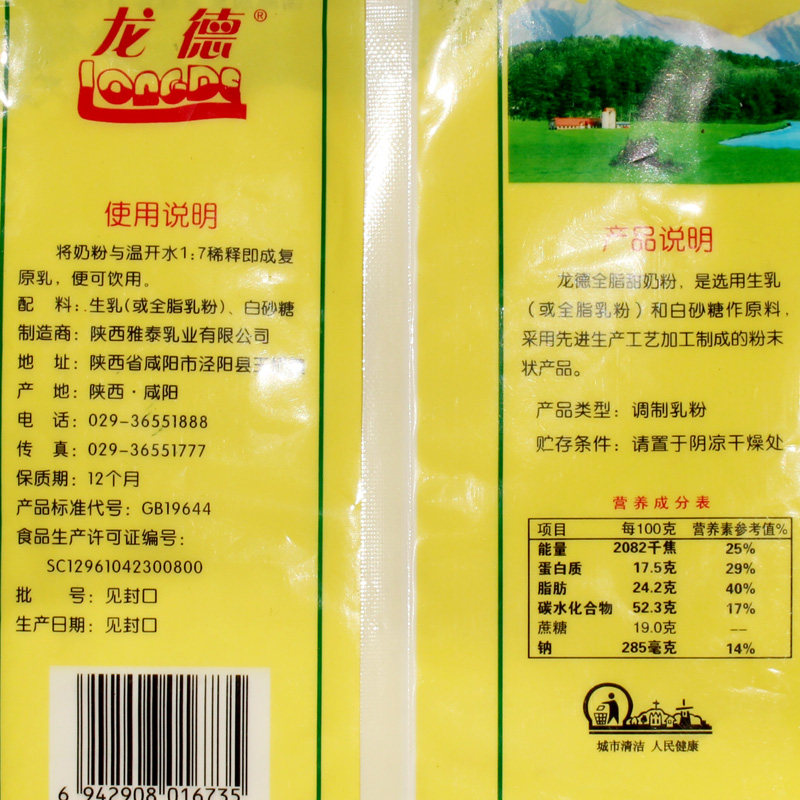 龙德®
LONGDE
使用说明
将奶粉与温开水1:7稀释即成复
原乳，便可饮用。
配 料：生乳(或全脂乳粉)、白砂糖
制造商：陕西雅泰乳业有限公司
地 址：陕西省咸阳市泾阳县王
产 地：陕西·咸阳
电 话：029-36551888
传 真：029-36551777
保质期：12个月
产品标准代号：GB19644
食品生产许可证编号：
SC12961042300800
批 号：见封口
生产日期：见封口
6 942908 016735
产品说明
龙德全脂甜奶粉，是选用生乳
（或全脂乳粉）和白砂糖作原料，
采用先进生产工艺加工制成的粉末
状产品。
产品类型：调制乳粉
贮存条件：请置于阴凉干燥处
营养成分表
项目 每100克 营养素参考值%
能量 2082千焦 25%
蛋白质 17.5克 29%
脂肪 24.2克 40%
碳水化合物 52.3克 17%
蔗糖 19.0克 --
钠 285毫克 14%
城市清洁 人民健康